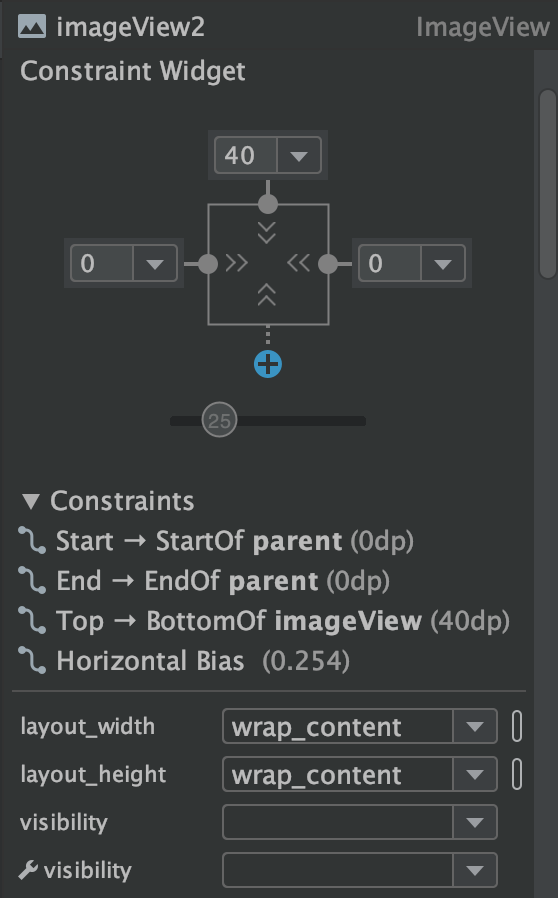 imageView2 ImageView
Constraint Widget
40
0 0
25
Constraints
Start → StartOf parent (0dp)
End → EndOf parent (0dp)
Top → BottomOf imageView (40dp)
Horizontal Bias (0.254)
layout_width wrap_content
layout_height wrap_content
visibility
visibility